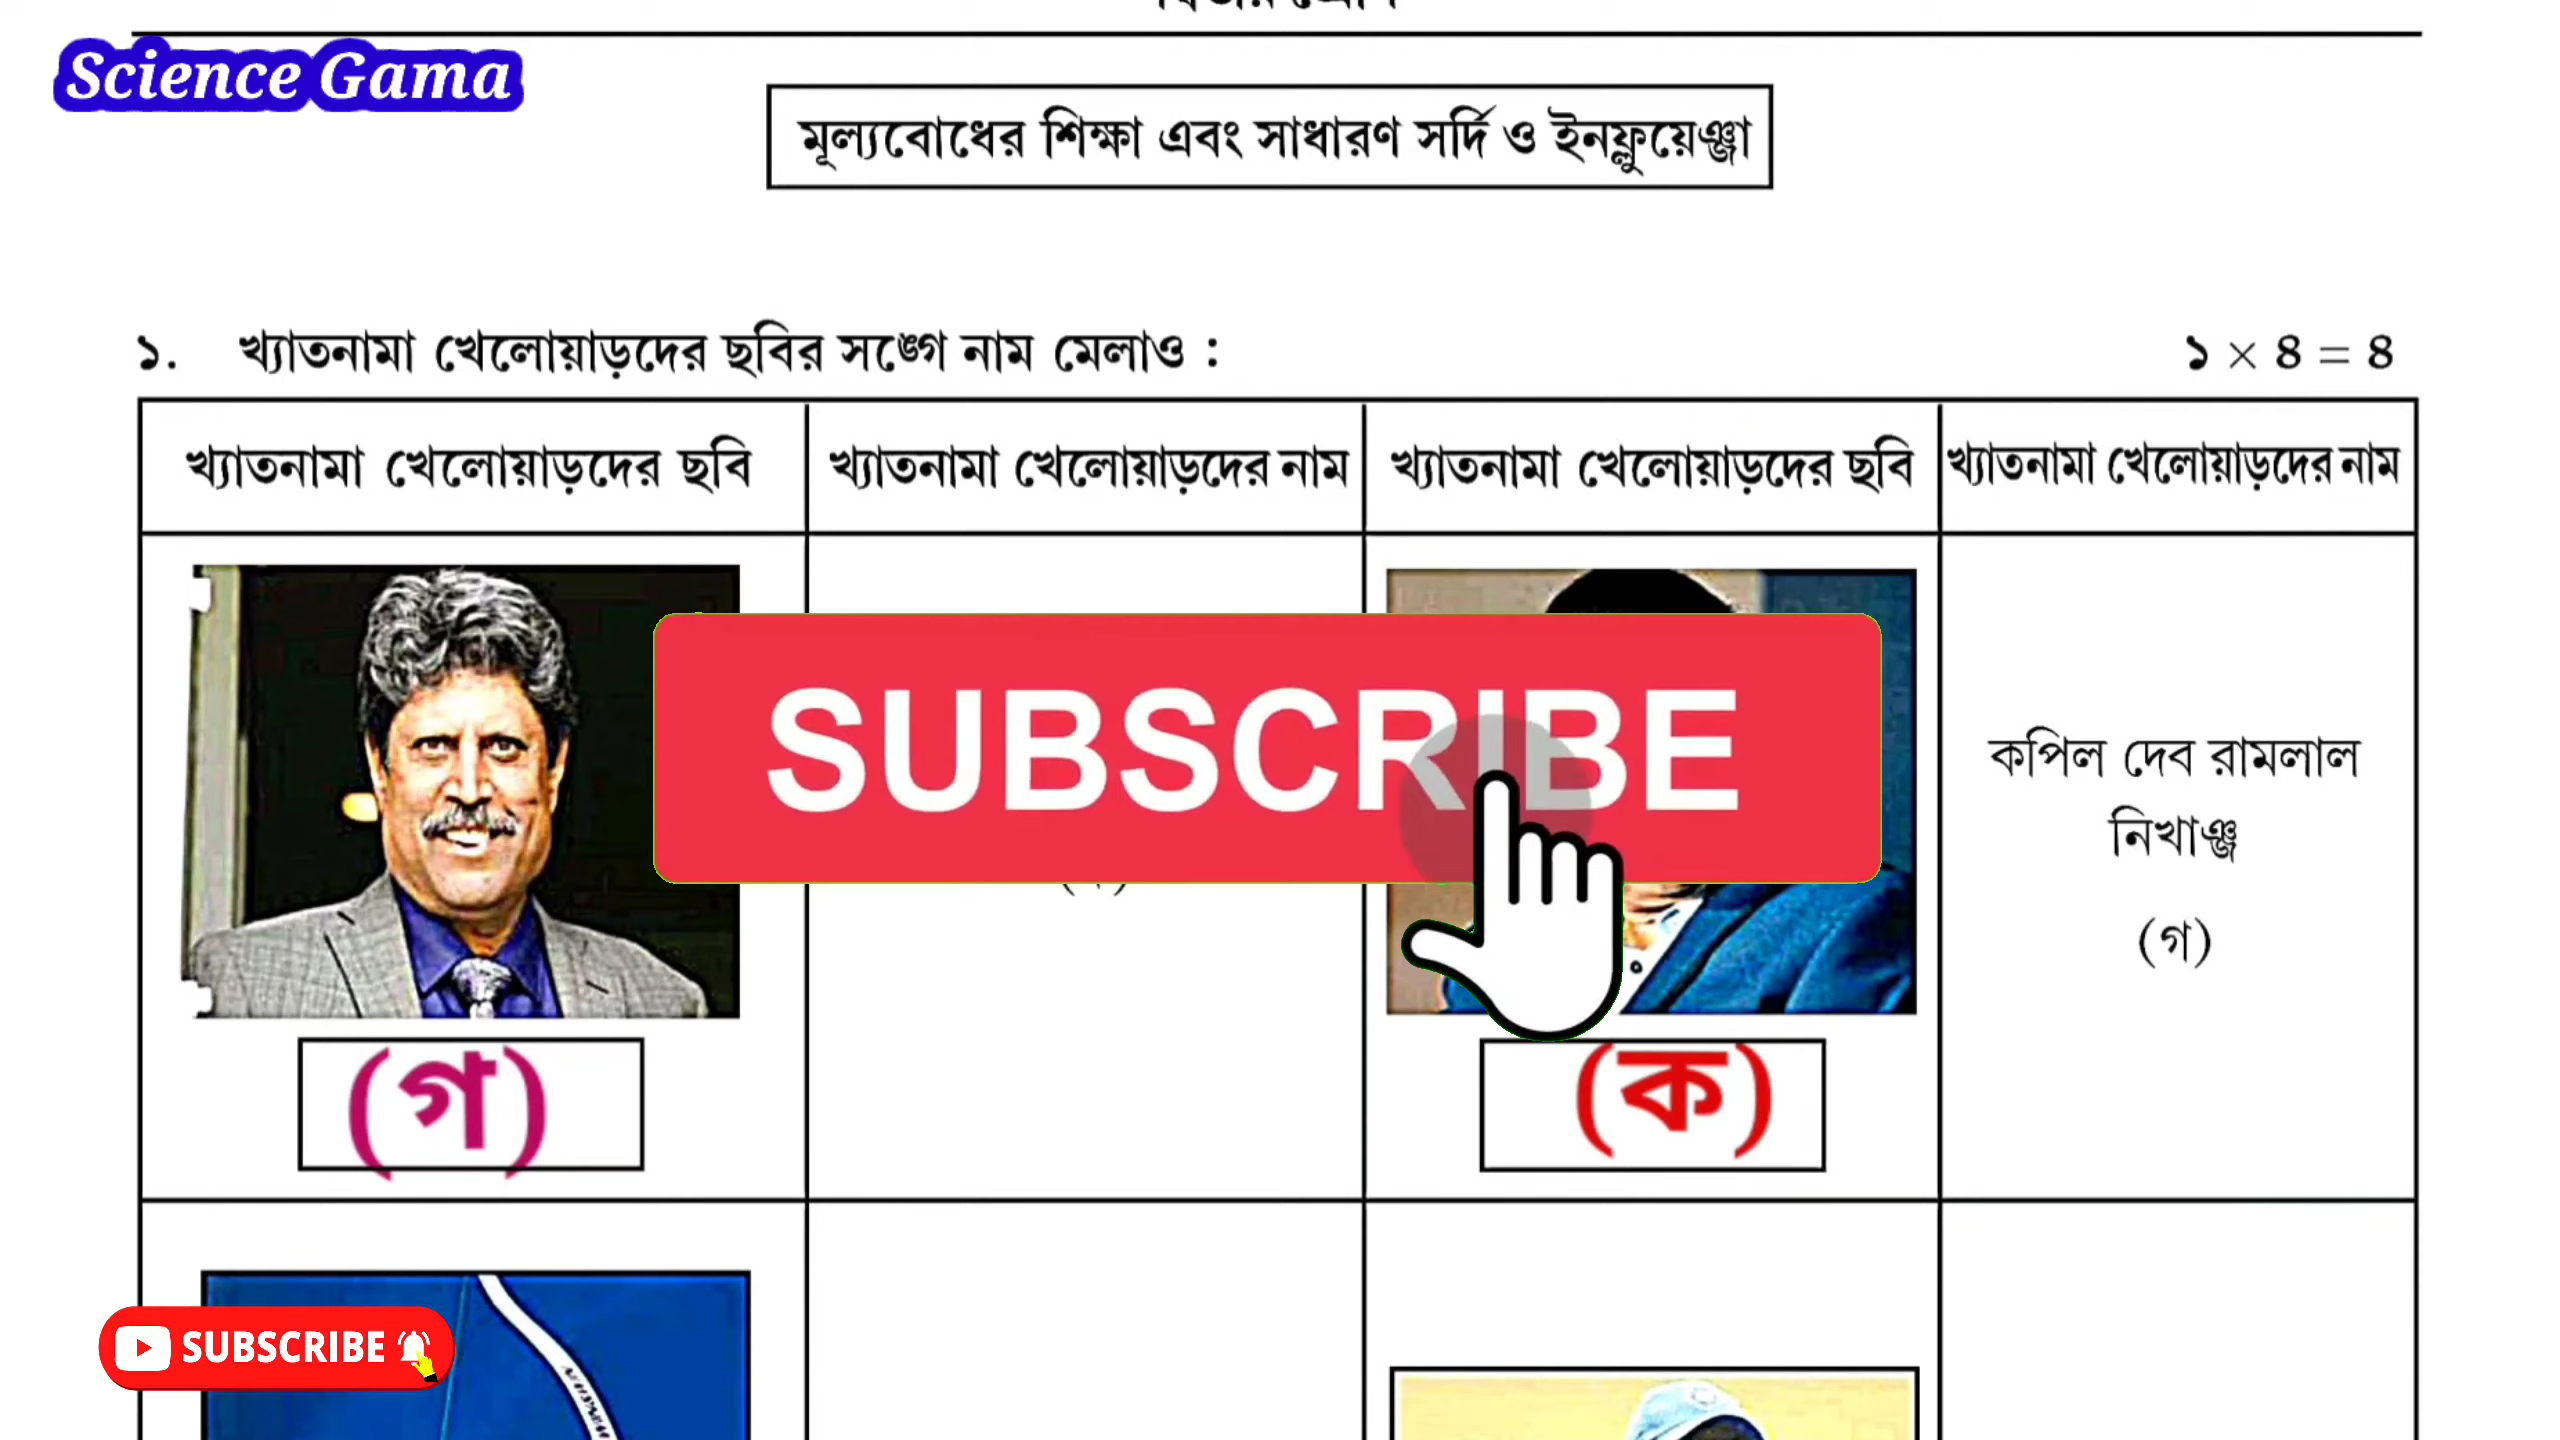 Science Gama
মূল্যবোধের শিক্ষা এবং সাধারণ সর্দি ও ইনফ্লুয়েঞ্জা
১. খ্যাতনামা খেলোয়াড়দের ছবির সঙ্গে নাম মেলাও : ১ × ৪ = ৪
খ্যাতনামা খেলোয়াড়দের ছবি খ্যাতনামা খেলোয়াড়দের নাম খ্যাতনামা খেলোয়াড়দের ছবি খ্যাতনামা খেলোয়াড়দের নাম
SUBSCRIBE
কপিল দেব রামলাল
নিখাঞ্জ
(গ)
(গ) (ক)
SUBSCRIBE